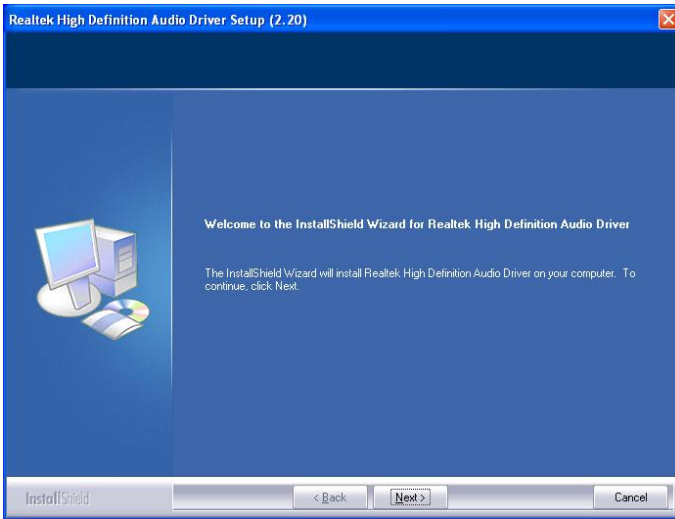 Realtek High Definition Audio Driver Setup (2.20)
Welcome to the InstallShield Wizard for Realtek High Definition Audio Driver
The InstallShield Wizard will install Realtek High Definition Audio Driver on your computer. To
continue, click Next.
InstallShield
< Back
Next >
Cancel